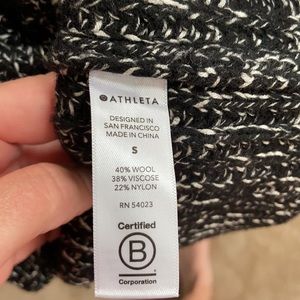 ATHLETA
DESIGNED IN
SAN FRANCISCO
MADE IN CHINA
S
40% WOOL
38% VISCOSE
22% NYLON
RN 54023
Certified
B
Corporation